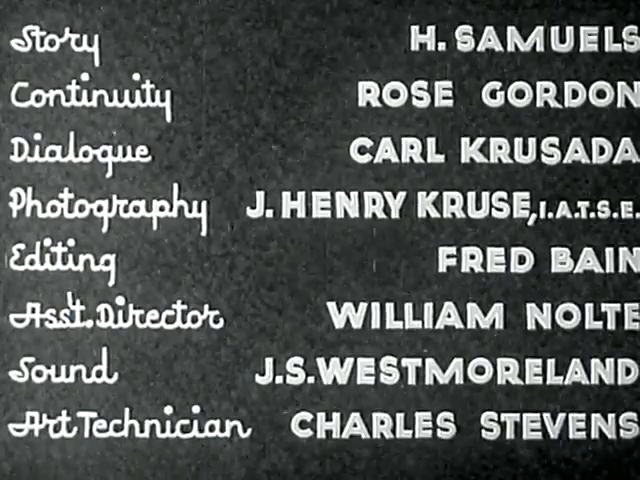 Story H. SAMUELS
Continuity ROSE GORDON
Dialogue CARL KRUSADA
Photography J. HENRY KRUSE, I.A.T.S.E.
Editing FRED BAIN
Ass't. Director WILLIAM NOLTE
Sound J.S. WESTMORELAND
Art Technician CHARLES STEVENS